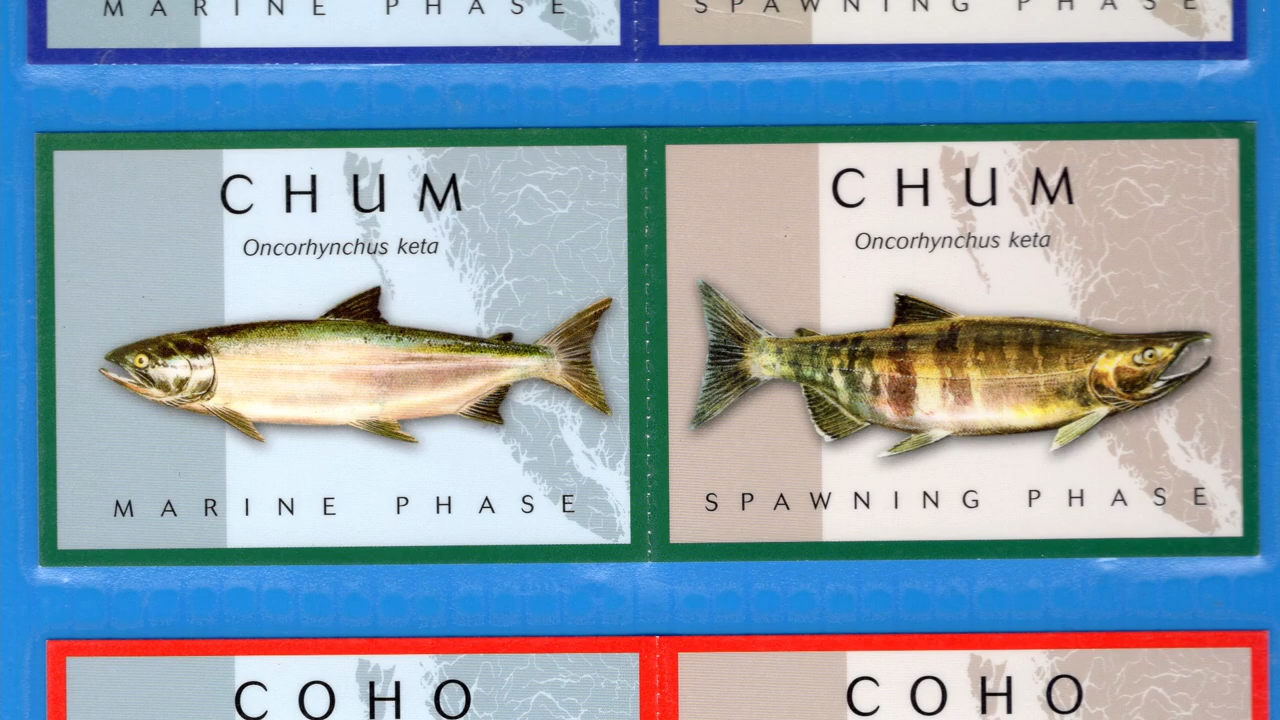 MARINE PHASE
SPAWNING PHASE
CHUM
Oncorhynchus keta
MARINE PHASE
CHUM
Oncorhynchus keta
SPAWNING PHASE
COHO
COHO